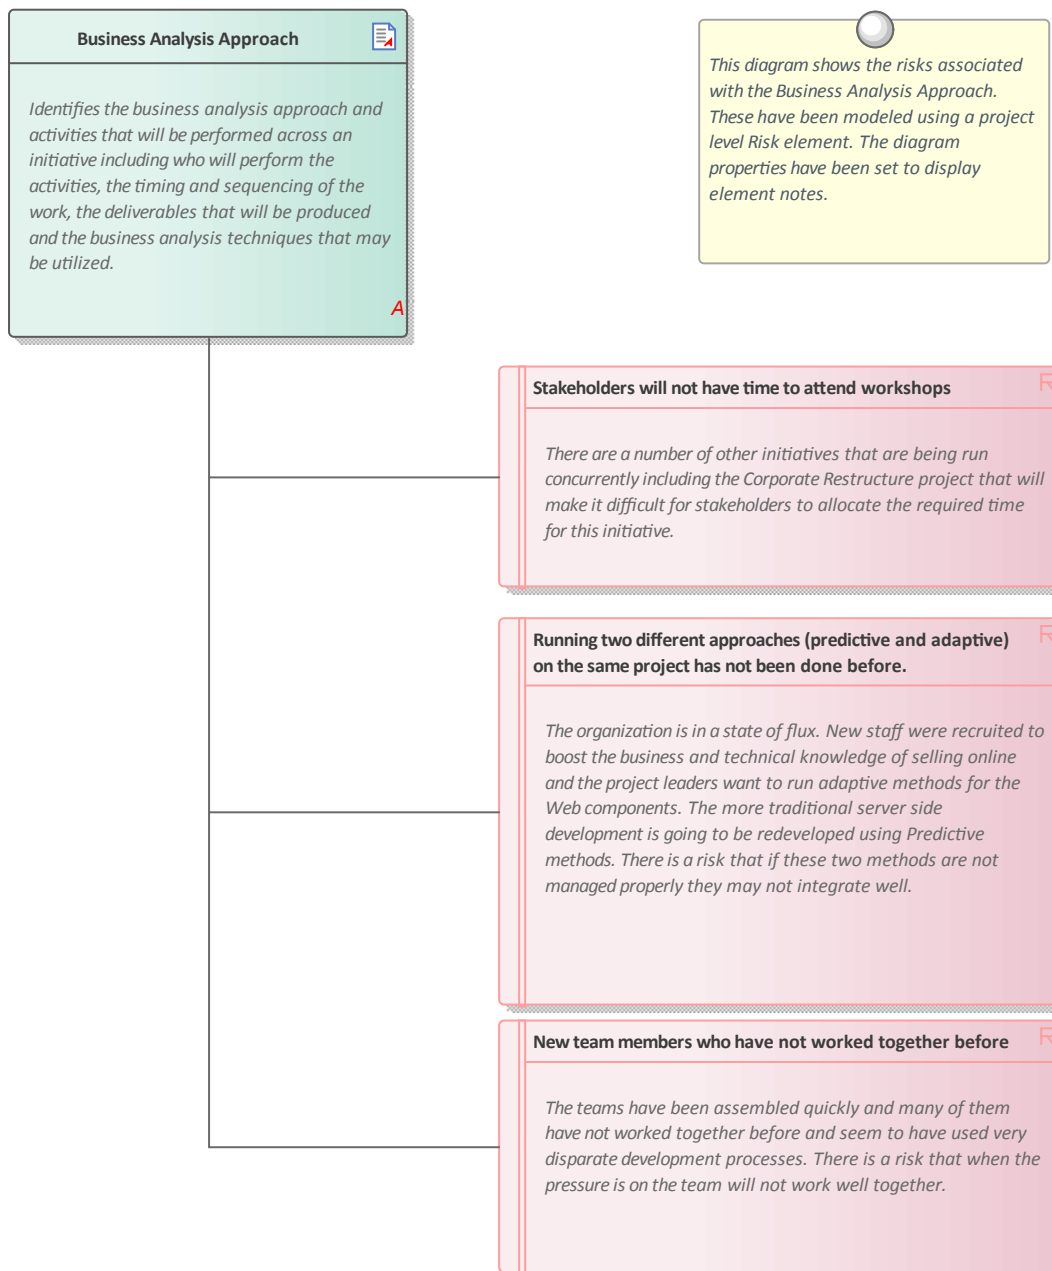 Business Analysis Approach
Identifies the business analysis approach and
activities that will be performed across an
initiative including who will perform the
activities, the timing and sequencing of the
work, the deliverables that will be produced
and the business analysis techniques that may
be utilized.
A
This diagram shows the risks associated
with the Business Analysis Approach.
These have been modeled using a project
level Risk element. The diagram
properties have been set to display
element notes.
Stakeholders will not have time to attend workshops
R
There are a number of other initiatives that are being run
concurrently including the Corporate Restructure project that will
make it difficult for stakeholders to allocate the required time
for this initiative.
Running two different approaches (predictive and adaptive)
R
on the same project has not been done before.
The organization is in a state of flux. New staff were recruited to
boost the business and technical knowledge of selling online
and the project leaders want to run adaptive methods for the
Web components. The more traditional server side
development is going to be redeveloped using Predictive
methods. There is a risk that if these two methods are not
managed properly they may not integrate well.
New team members who have not worked together before
R
The teams have been assembled quickly and many of them
have not worked together before and seem to have used very
disparate development processes. There is a risk that when the
pressure is on the team will not work well together.